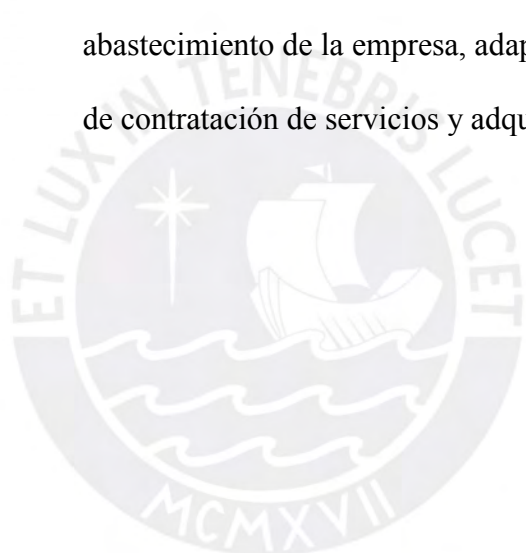 abastecimiento de la empresa, adap
de contratación de servicios y adqu
ET LUX IN TENEBRIS LUCET
MCMXVII